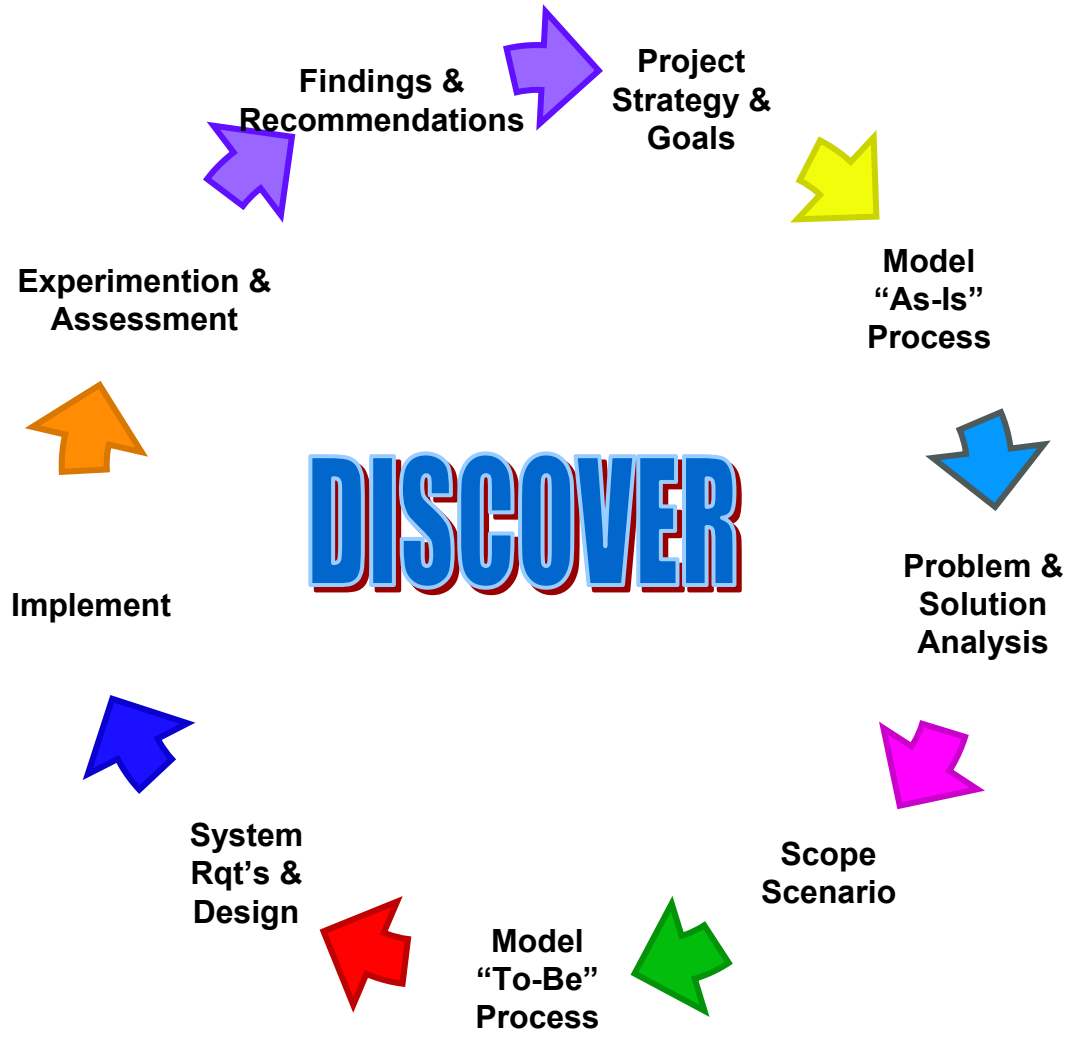 Findings &
Recommendations
Project
Strategy &
Goals
Model
“As-Is”
Process
Problem &
Solution
Analysis
Scope
Scenario
Model
“To-Be”
Process
System
Rqt’s &
Design
Implement
Experimention &
Assessment
DISCOVER